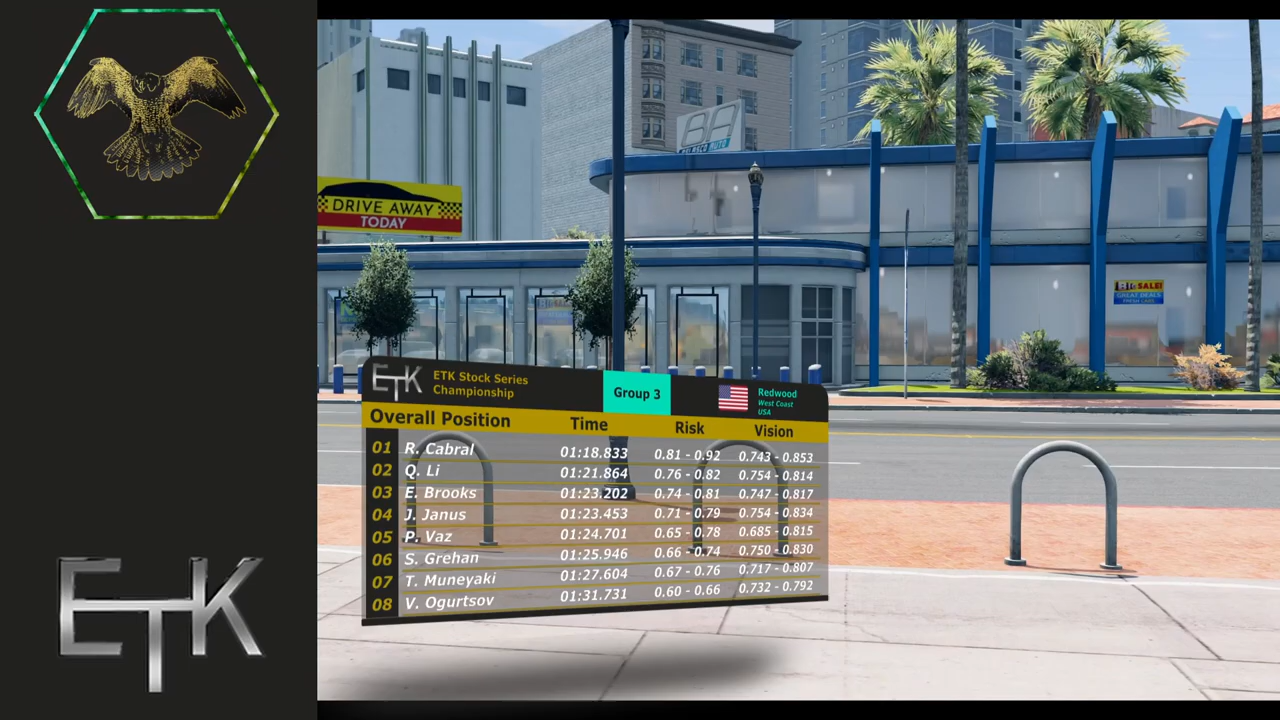 DRIVE AWAY
TODAY
BIG SALE!
GREAT DEALS
ETK
ETK Stock Series
Championship
Group 3
Redwood
West Coast
USA
Overall Position Time Risk Vision
01 R. Cabral 01:18.833 0.81 - 0.92 0.743 - 0.853
02 Q. Li 01:21.864 0.76 - 0.82 0.754 - 0.814
03 E. Brooks 01:23.202 0.74 - 0.81 0.747 - 0.817
04 J. Janus 01:23.453 0.71 - 0.79 0.754 - 0.834
05 P. Vaz 01:24.701 0.65 - 0.78 0.685 - 0.815
06 S. Grehan 01:25.946 0.66 - 0.74 0.750 - 0.830
07 T. Muneyaki 01:27.604 0.67 - 0.76 0.717 - 0.807
08 V. Ogurtsov 01:31.731 0.60 - 0.66 0.732 - 0.792
ETK